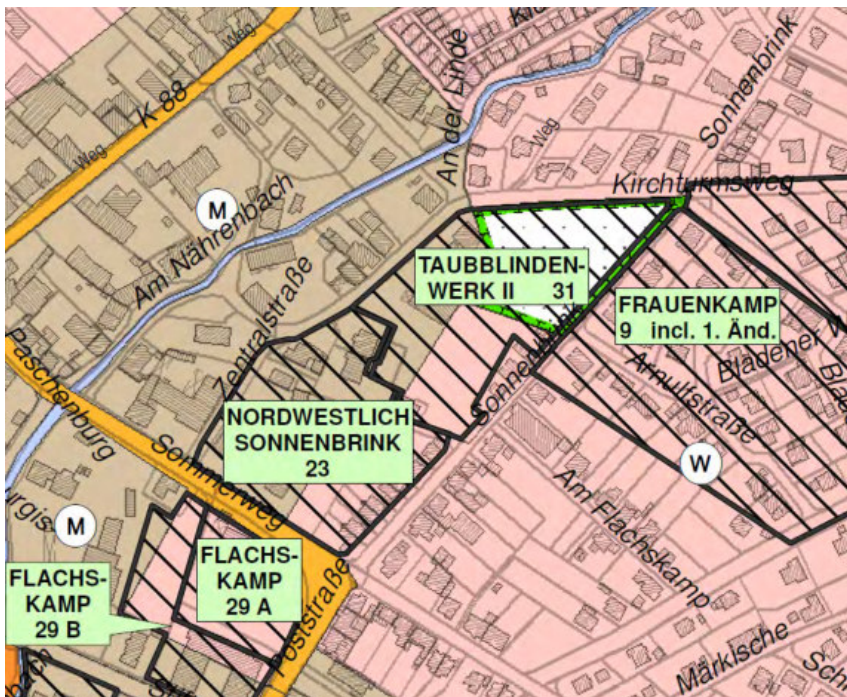 Weg
K 88
Weg
An der Linde
Weg
Sonnenbrink
Kirchturmsweg
M
Am Nährenbach
TAUBBLINDEN-
WERK II 31
FRAUENKAMP
9 incl. 1. Änd.
Bladener
Arnulfstraße
Zentralstraße
Paschenburg
Sonnenbrink
NORDWESTLICH
SONNENBRINK
23
Sommerweg
W
M
Am Flachskamp
FLACHS-
KAMP
29 A
FLACHS-
KAMP
29 B
Poststraße
Märkische